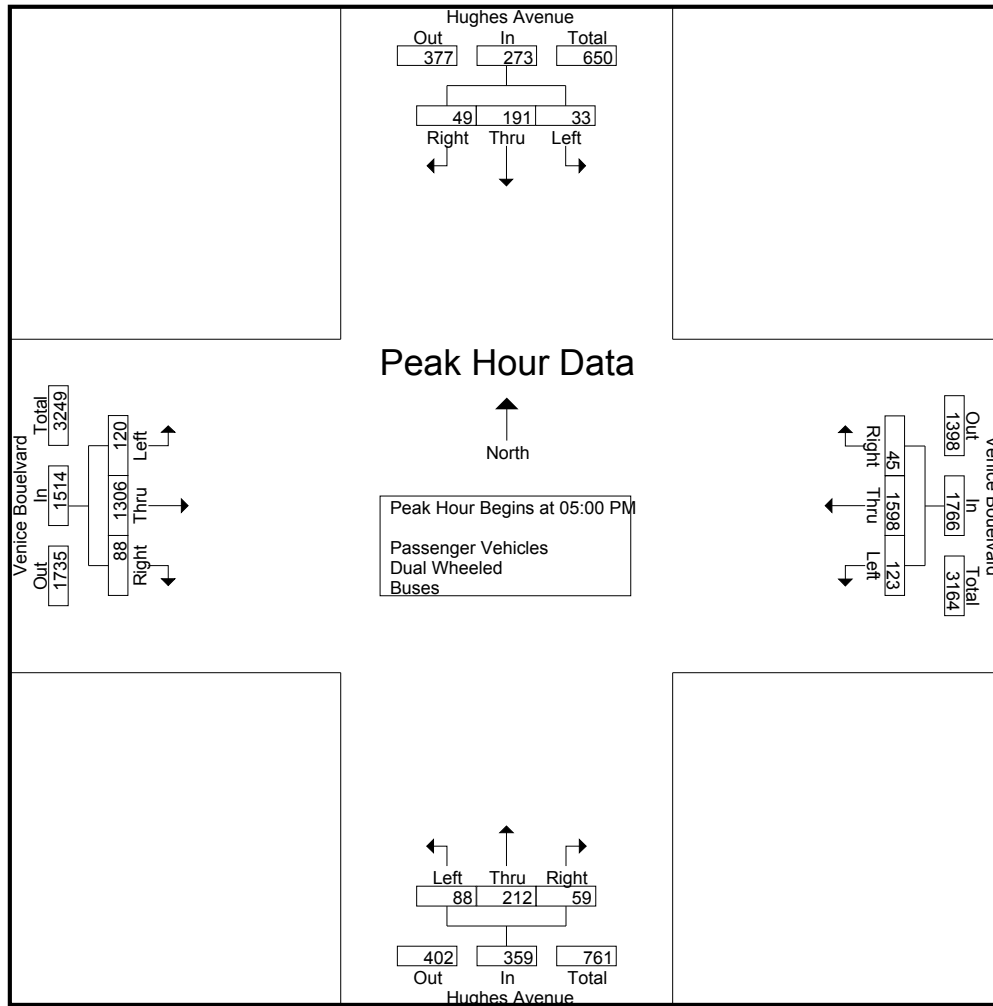 Hughes Avenue
Out In Total
377 273 650
49 191 33
Right Thru Left
Peak Hour Data
North
Peak Hour Begins at 05:00 PM
Passenger Vehicles
Dual Wheeled
Buses
Venice Bouelvard
Out In Total
1735 1514 3249
88 1306 120
Right Thru Left
Venice Bouelvard
Out In Total
1398 1766 3164
45 1598 123
Right Thru Left
Left Thru Right
88 212 59
402 359 761
Out In Total
Hughes Avenue